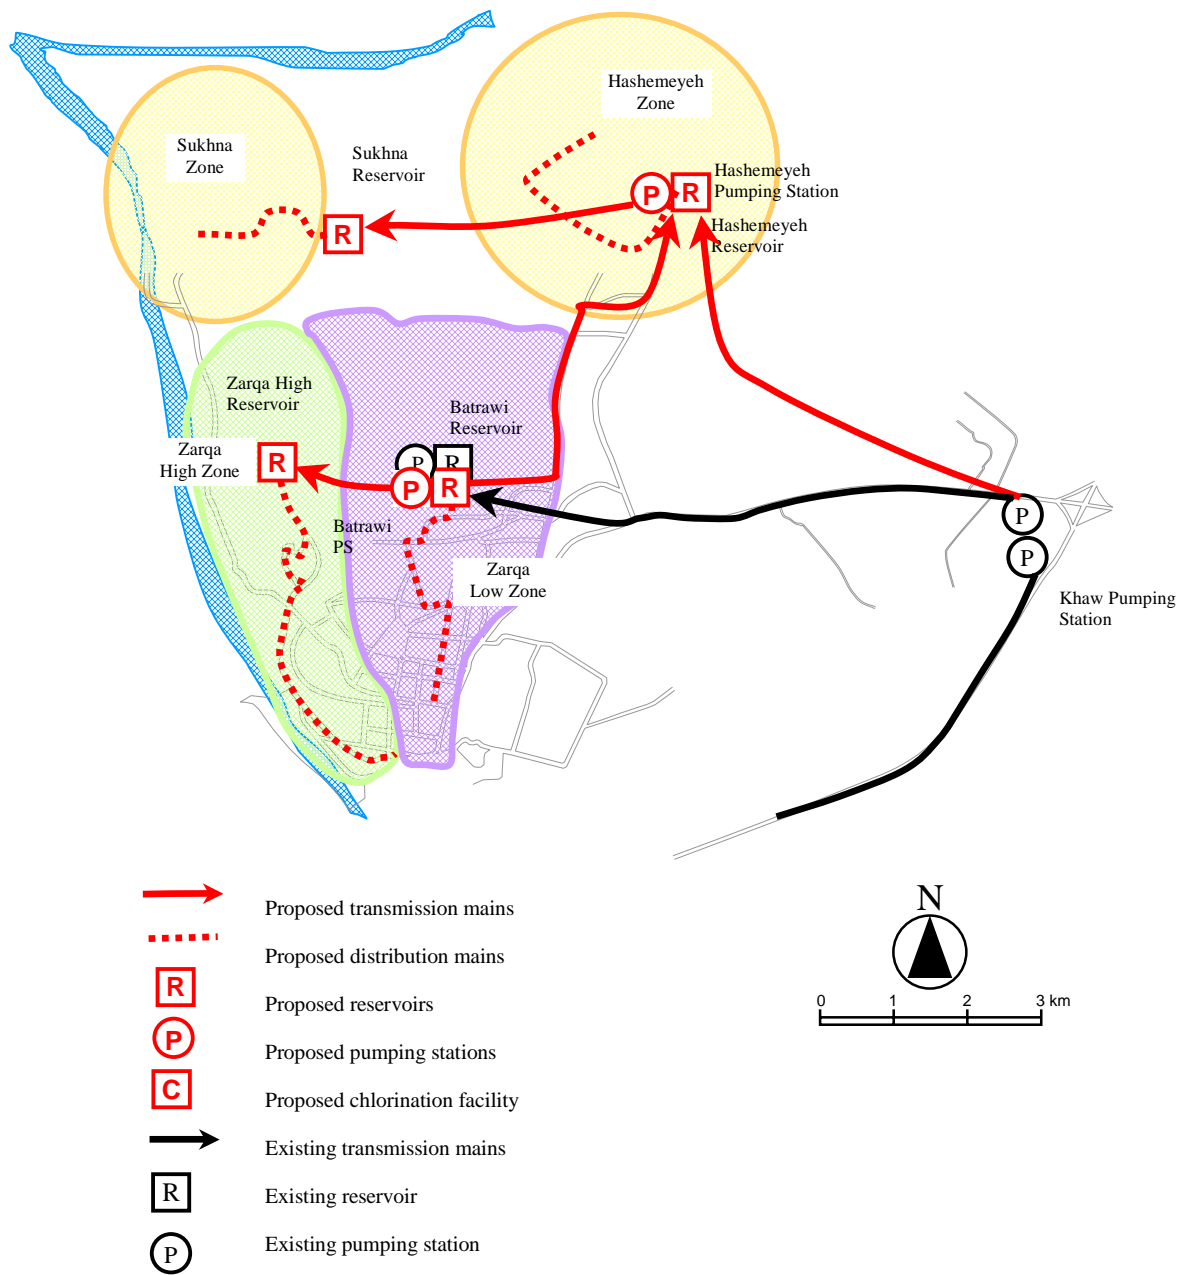 Hashemeyeh
Zone
Sukhna
Zone
Sukhna
Reservoir
P
R
Hashemeyeh
Pumping Station
R
Hashemeyeh
Reservoir
Zarqa High
Reservoir
Batrawi
Reservoir
Zarqa
High Zone
R
P
R
P
R
P
P
Batrawi
PS
Zarqa
Low Zone
Khaw Pumping
Station
Proposed transmission mains
Proposed distribution mains
R
Proposed reservoirs
P
Proposed pumping stations
C
Proposed chlorination facility
Existing transmission mains
R
Existing reservoir
P
Existing pumping station
N
0 1 2 3 km